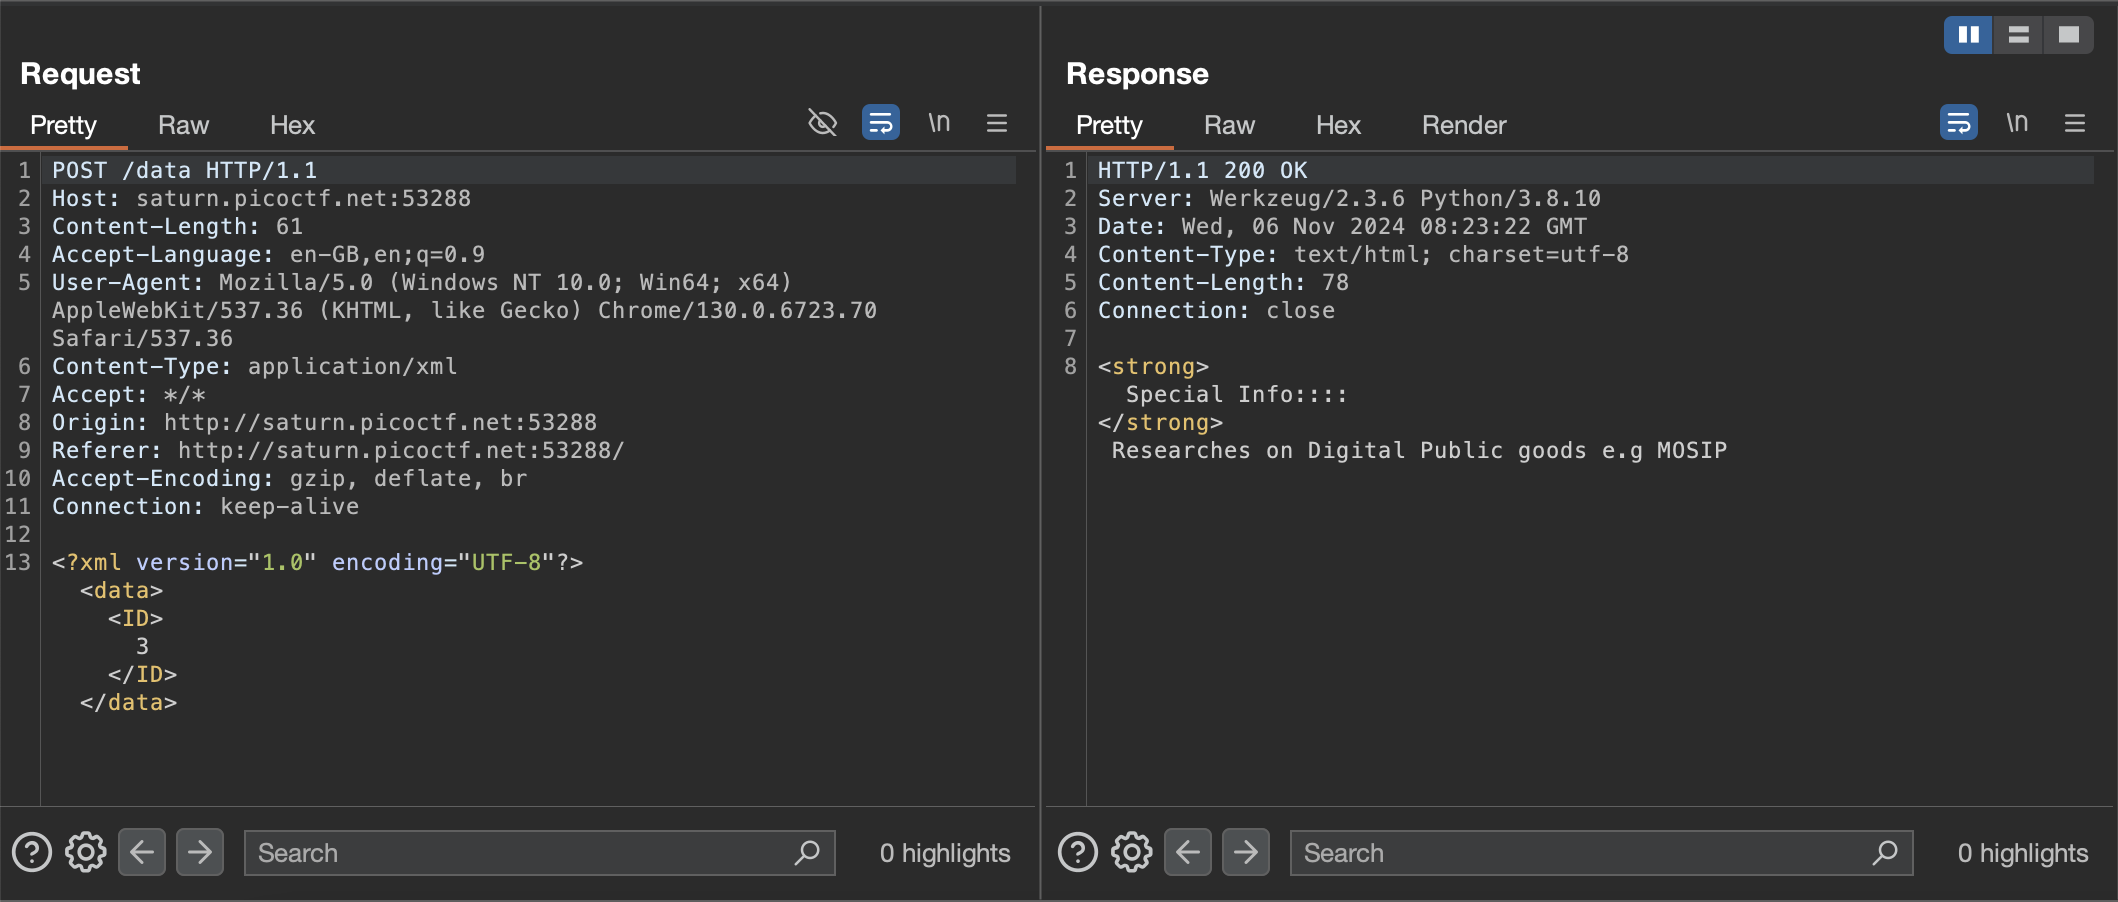 Request
Pretty Raw Hex \n
1 POST /data HTTP/1.1
2 Host: saturn.picoctf.net:53288
3 Content-Length: 61
4 Accept-Language: en-GB,en;q=0.9
5 User-Agent: Mozilla/5.0 (Windows NT 10.0; Win64; x64)
AppleWebKit/537.36 (KHTML, like Gecko) Chrome/130.0.6723.70
Safari/537.36
6 Content-Type: application/xml
7 Accept: */*
8 Origin: http://saturn.picoctf.net:53288
9 Referer: http://saturn.picoctf.net:53288/
10 Accept-Encoding: gzip, deflate, br
11 Connection: keep-alive
12
13 <?xml version="1.0" encoding="UTF-8"?>
<data>
<ID>
3
</ID>
</data>
Search 0 highlights
Response
Pretty Raw Hex Render \n
1 HTTP/1.1 200 OK
2 Server: Werkzeug/2.3.6 Python/3.8.10
3 Date: Wed, 06 Nov 2024 08:23:22 GMT
4 Content-Type: text/html; charset=utf-8
5 Content-Length: 78
6 Connection: close
7
8 <strong>
Special Info::::
</strong>
Researches on Digital Public goods e.g MOSIP
Search 0 highlights